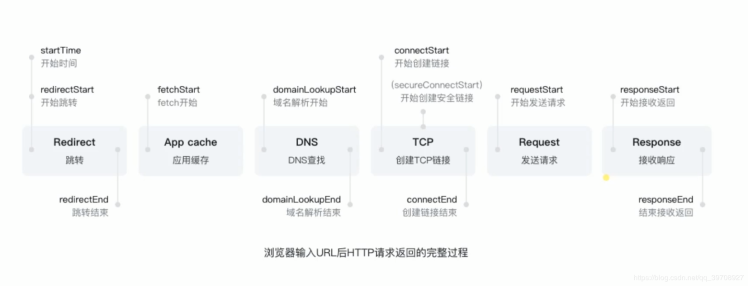 startTime
开始时间
redirectStart
开始跳转
fetchStart
fetch开始
domainLookupStart
域名解析开始
connectStart
开始创建链接
(secureConnectStart)
开始创建安全链接
requestStart
开始发送请求
responseStart
开始接收返回
Redirect
跳转
App cache
应用缓存
DNS
DNS查找
TCP
创建TCP链接
Request
发送请求
Response
接收响应
redirectEnd
跳转结束
domainLookupEnd
域名解析结束
connectEnd
创建链接结束
responseEnd
结束接收返回
浏览器输入URL后HTTP请求返回的完整过程